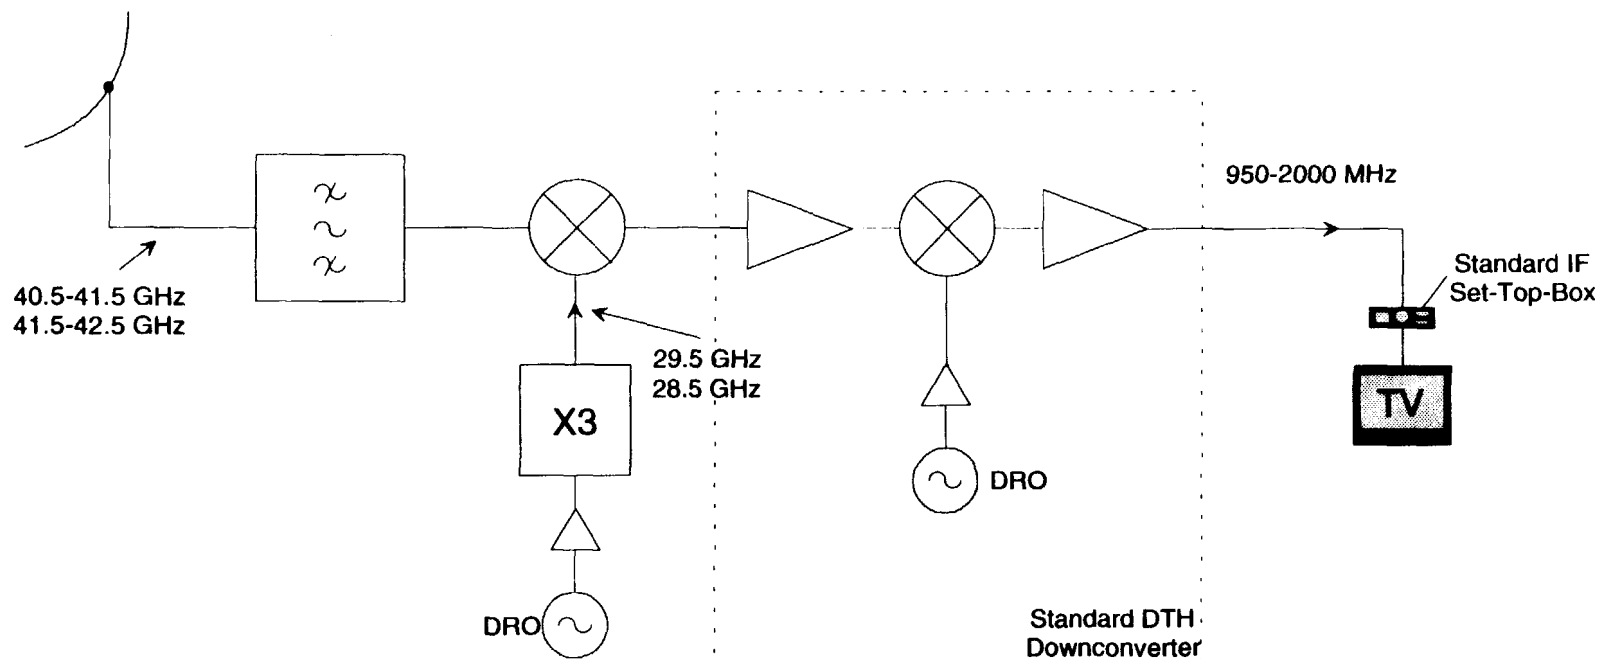 950-2000 MHz
Standard IF
Set-Top-Box
40.5-41.5 GHz
41.5-42.5 GHz
29.5 GHz
28.5 GHz
X3
TV
DRO
DRO
Standard DTH
Downconverter